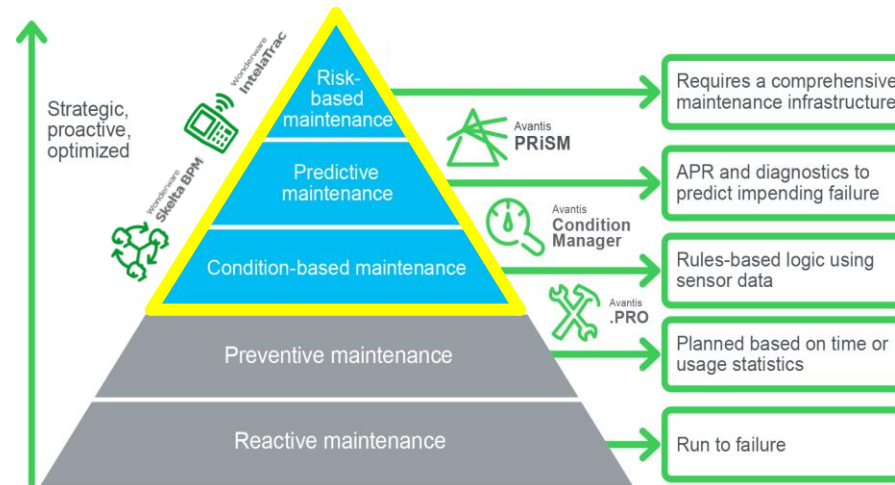 Strategic,
proactive,
optimized
Wonderware
IntelaTrac
Wonderware
Skelta BPM
Risk-
based
maintenance
Predictive
maintenance
Condition-based maintenance
Preventive maintenance
Reactive maintenance
Avantis
PRiSM
Avantis
Condition
Manager
Avantis
.PRO
Requires a comprehensive
maintenance infrastructure
APR and diagnostics to
predict impending failure
Rules-based logic using
sensor data
Planned based on time or
usage statistics
Run to failure